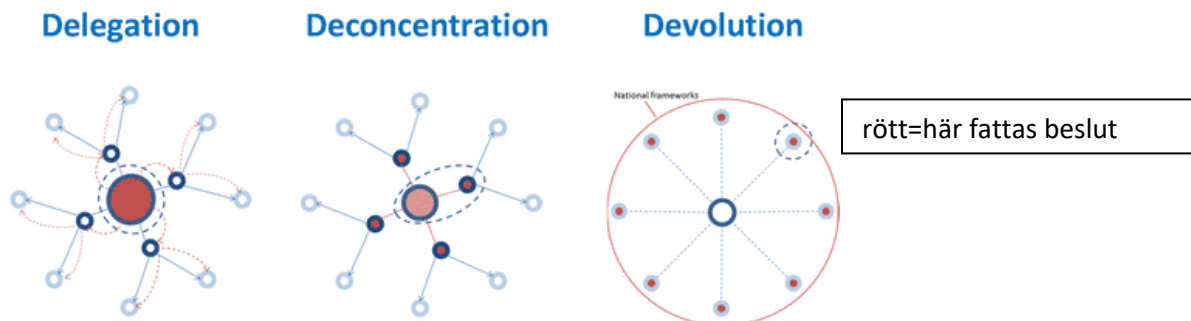 Delegation
Deconcentration
Devolution
National frameworks
rött=här fattas beslut